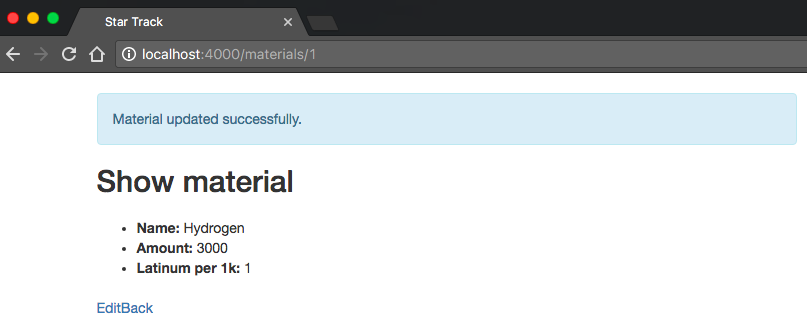 Star Track
localhost:4000/materials/1
Material updated successfully.
Show material
Name: Hydrogen
Amount: 3000
Latinum per 1k: 1
EditBack